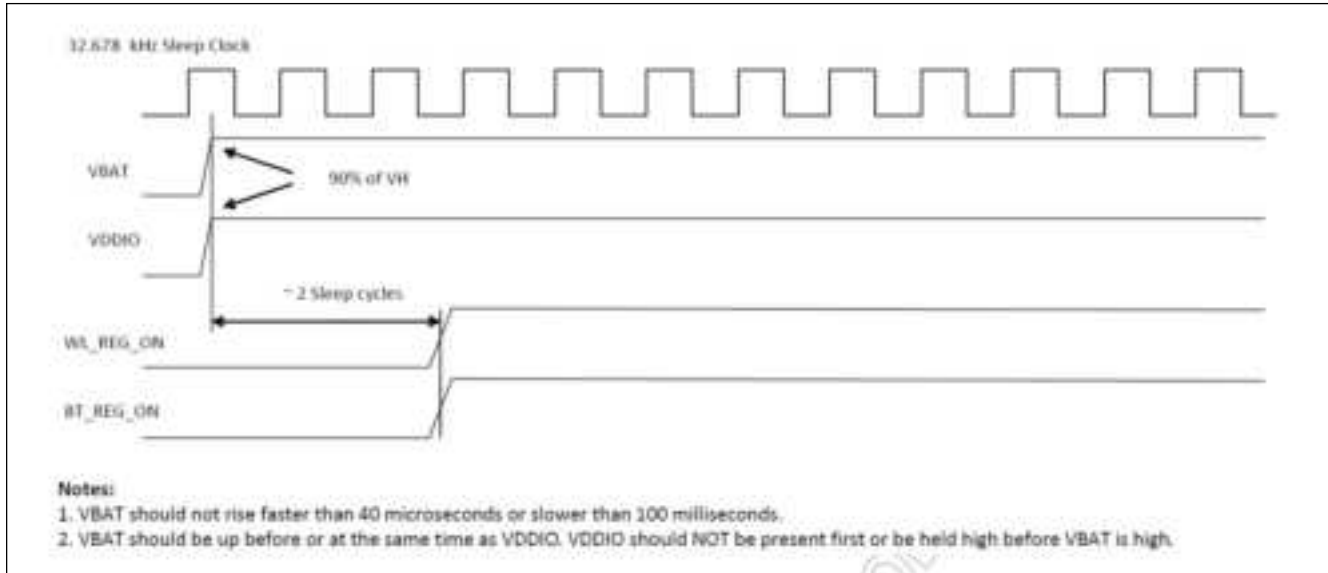 32.678 kHz Sleep Clock
VBAT
90% of VH
VDDIO
~ 2 Sleep cycles
WL_REG_ON
BT_REG_ON
Notes:
1. VBAT should not rise faster than 40 microseconds or slower than 100 milliseconds.
2. VBAT should be up before or at the same time as VDDIO. VDDIO should NOT be present first or be held high before VBAT is high.